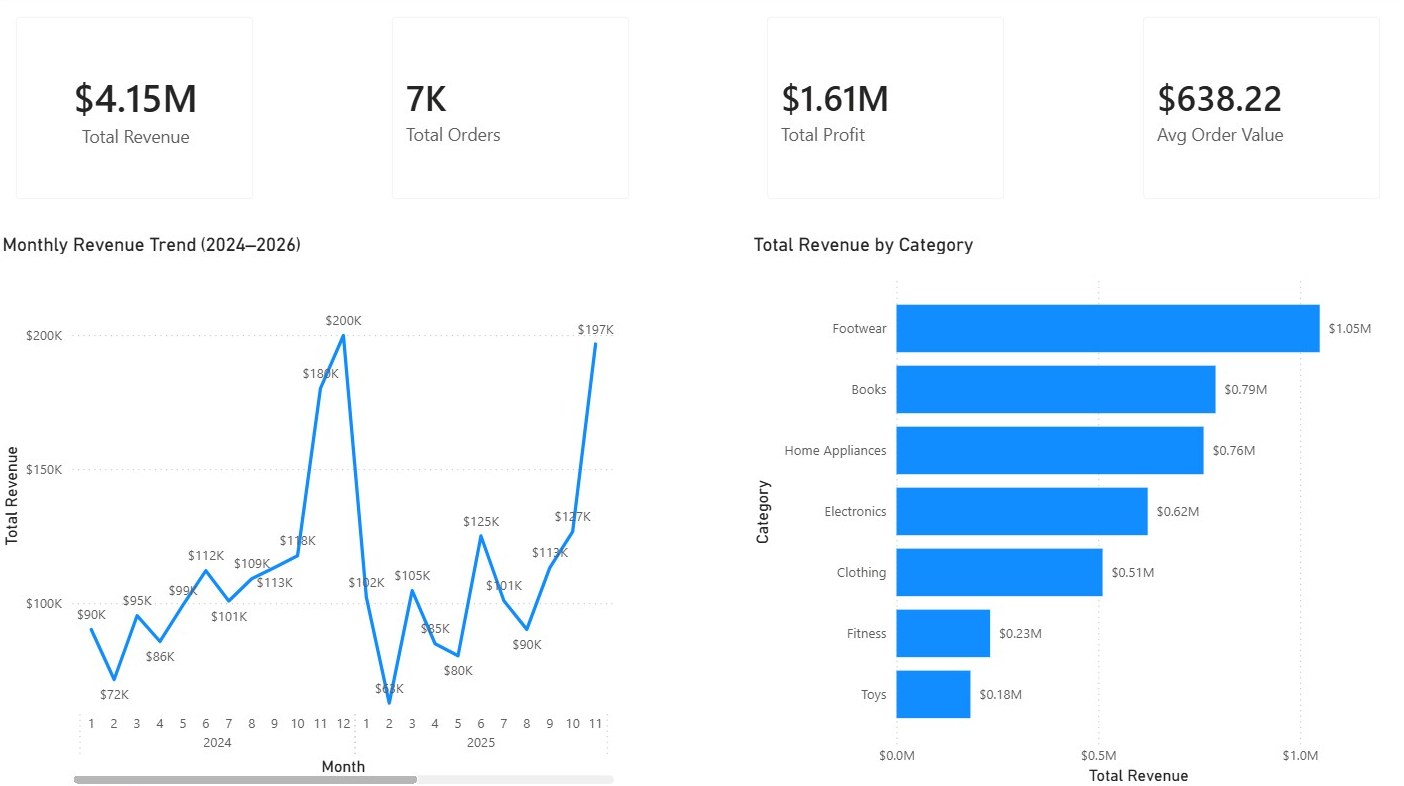 $4.15M
Total Revenue
7K
Total Orders
$1.61M
Total Profit
$638.22
Avg Order Value
Monthly Revenue Trend (2024–2026)
Total Revenue
$200K
$150K
$100K
$90K
$72K
$95K
$86K
$99K
$112K
$101K
$109K
$113K
$118K
$180K
$200K
$102K
$63K
$105K
$85K
$80K
$125K
$101K
$90K
$113K
$127K
$197K
1 2 3 4 5 6 7 8 9 10 11 12 1 2 3 4 5 6 7 8 9 10 11
2024 2025
Month
Total Revenue by Category
Category
Footwear $1.05M
Books $0.79M
Home Appliances $0.76M
Electronics $0.62M
Clothing $0.51M
Fitness $0.23M
Toys $0.18M
$0.0M $0.5M $1.0M
Total Revenue